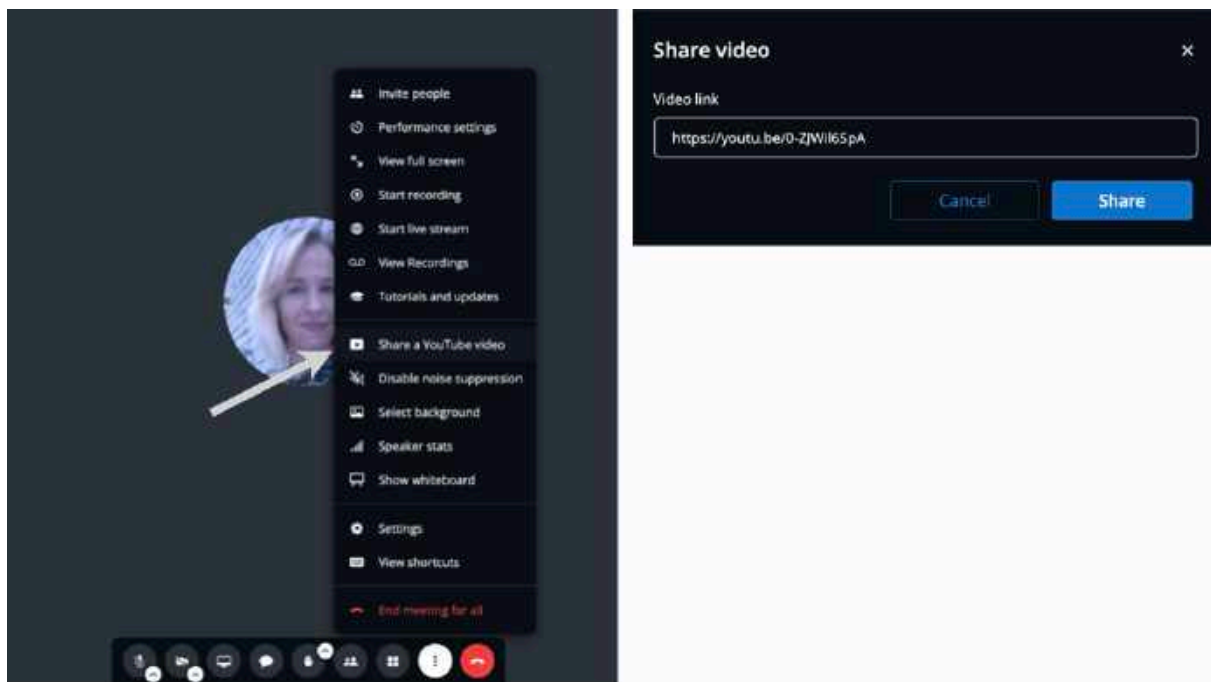 Invite people
Performance settings
View full screen
Start recording
Start live stream
View Recordings
Tutorials and updates
Share a YouTube video
Disable noise suppression
Select background
Speaker stats
Show whiteboard
Settings
View shortcuts
End meeting for all
Share video
Video link
https://youtu.be/0-ZJWil65pA
Cancel
Share